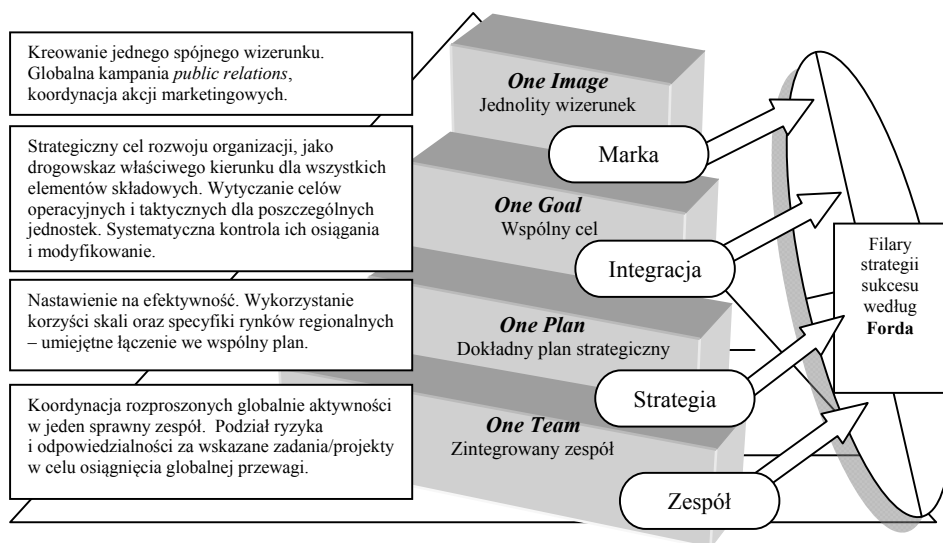 Kreowanie jednego spójnego wizerunku.
Globalna kampania public relations,
koordynacja akcji marketingowych.
One Image
Jednolity wizerunek
Marka
Strategiczny cel rozwoju organizacji, jako
drogowskaz właściwego kierunku dla wszystkich
elementów składowych. Wytyczanie celów
operacyjnych i taktycznych dla poszczególnych
jednostek. Systematyczna kontrola ich osiągania
i modyfikowanie.
One Goal
Wspólny cel
Integracja
Nastawienie na efektywność. Wykorzystanie
korzyści skali oraz specyfiki rynków regionalnych
– umiejętne łączenie we wspólny plan.
One Plan
Dokładny plan strategiczny
Strategia
Koordynacja rozproszonych globalnie aktywności
w jeden sprawny zespół. Podział ryzyka
i odpowiedzialności za wskazane zadania/projekty
w celu osiągnięcia globalnej przewagi.
One Team
Zintegrowany zespół
Zespół
Filary
strategii
sukcesu
według
Forda